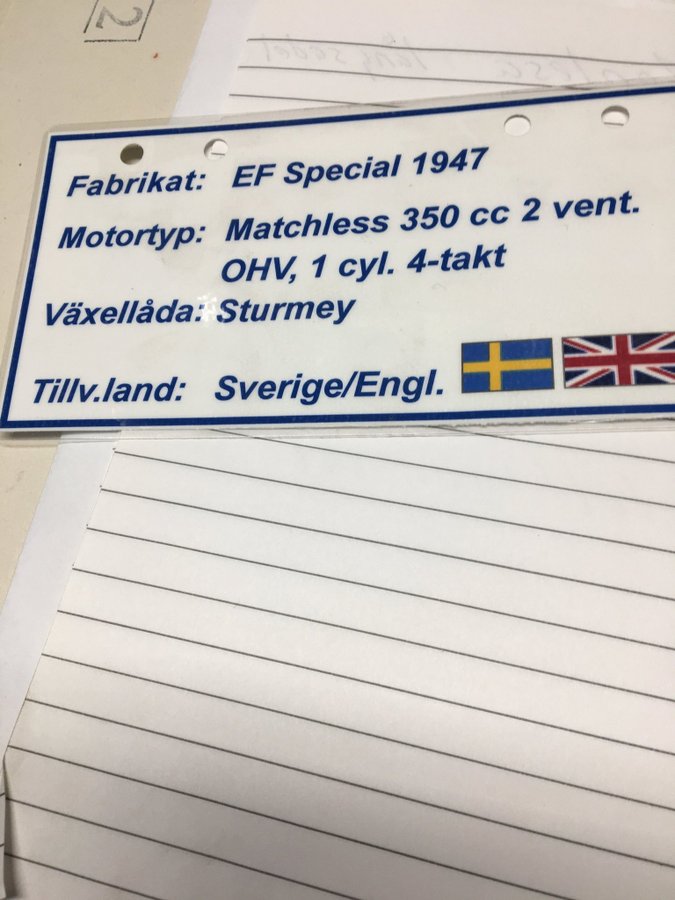 2
Fabrikat: EF Special 1947
Motortyp: Matchless 350 cc 2 vent.
OHV, 1 cyl. 4-takt
Växellåda: Sturmey
Tillv.land: Sverige/Engl.